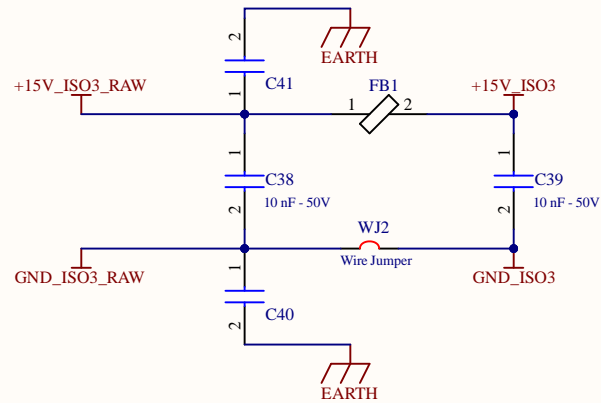 2
EARTH
C41
FB1
+15V_ISO3_RAW
1
1
2
+15V_ISO3
1
C38
10 nF - 50V
2
1
C39
10 nF - 50V
2
WJ2
Wire Jumper
GND_ISO3_RAW
1
GND_ISO3
C40
2
EARTH